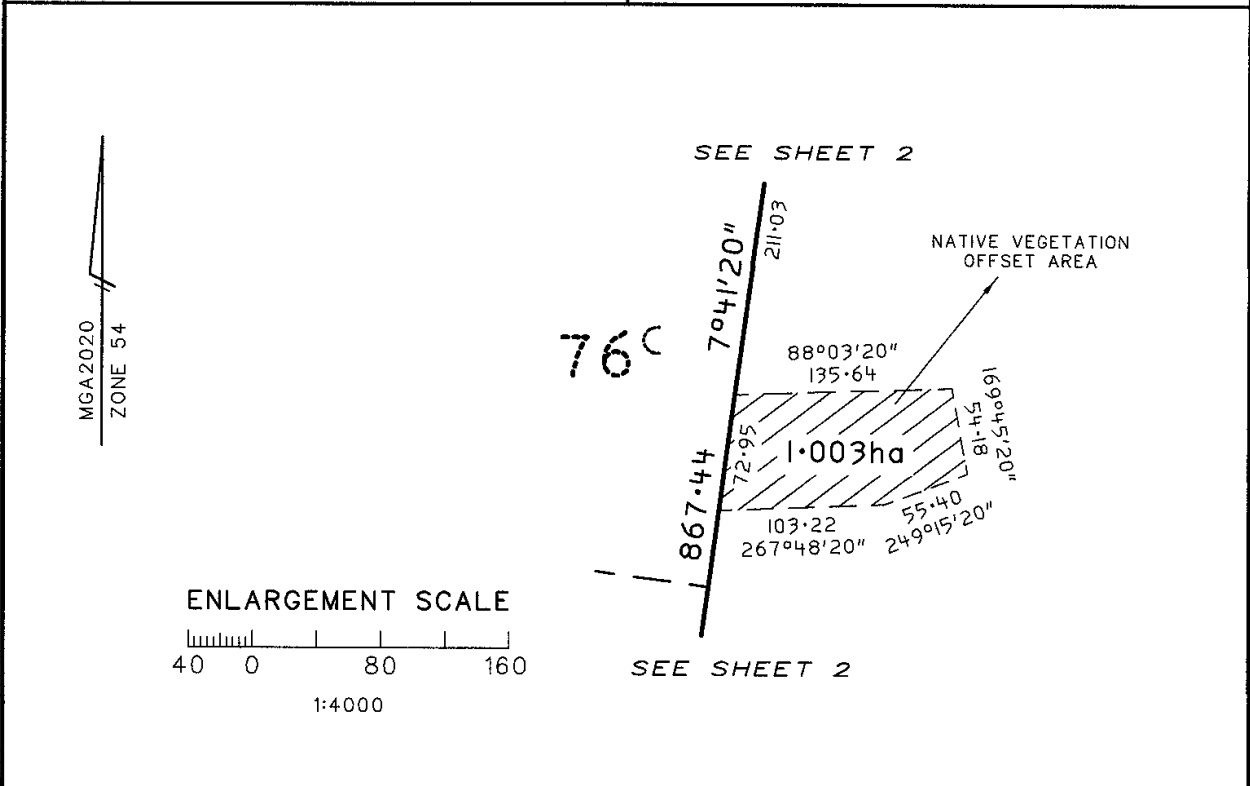 SEE SHEET 2
211·03
7°41'20"
NATIVE VEGETATION
OFFSET AREA
MGA2020
ZONE 54
76C
88°03'20"
135·64
169°45'20"
54·18
72·95
1·003ha
867·44
103·22
267°48'20"
55·40
249°15'20"
ENLARGEMENT SCALE
40 0 80 160
1:4000
SEE SHEET 2